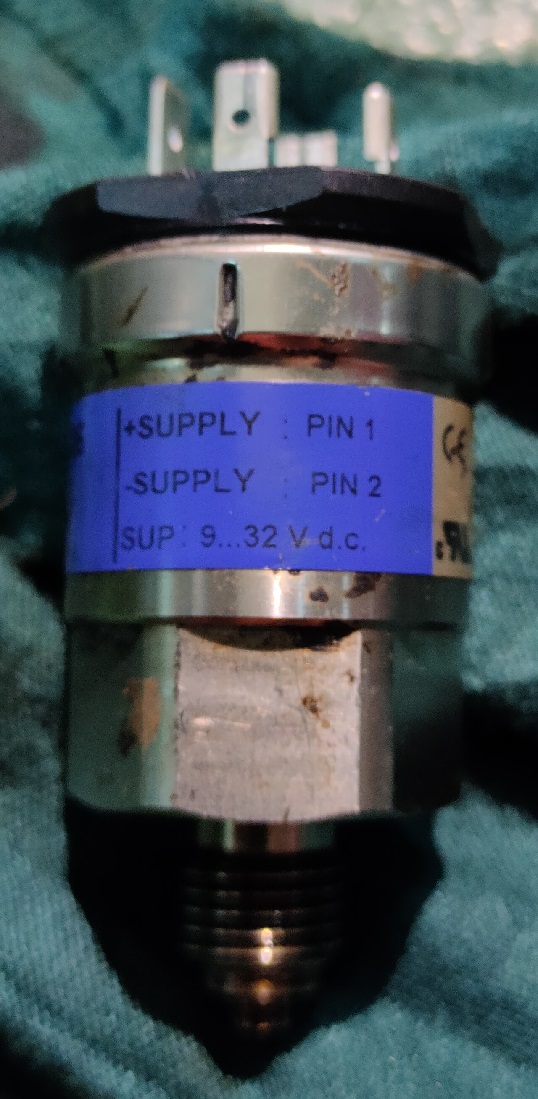 +SUPPLY : PIN 1
-SUPPLY : PIN 2
SUP: 9...32 V d.c.